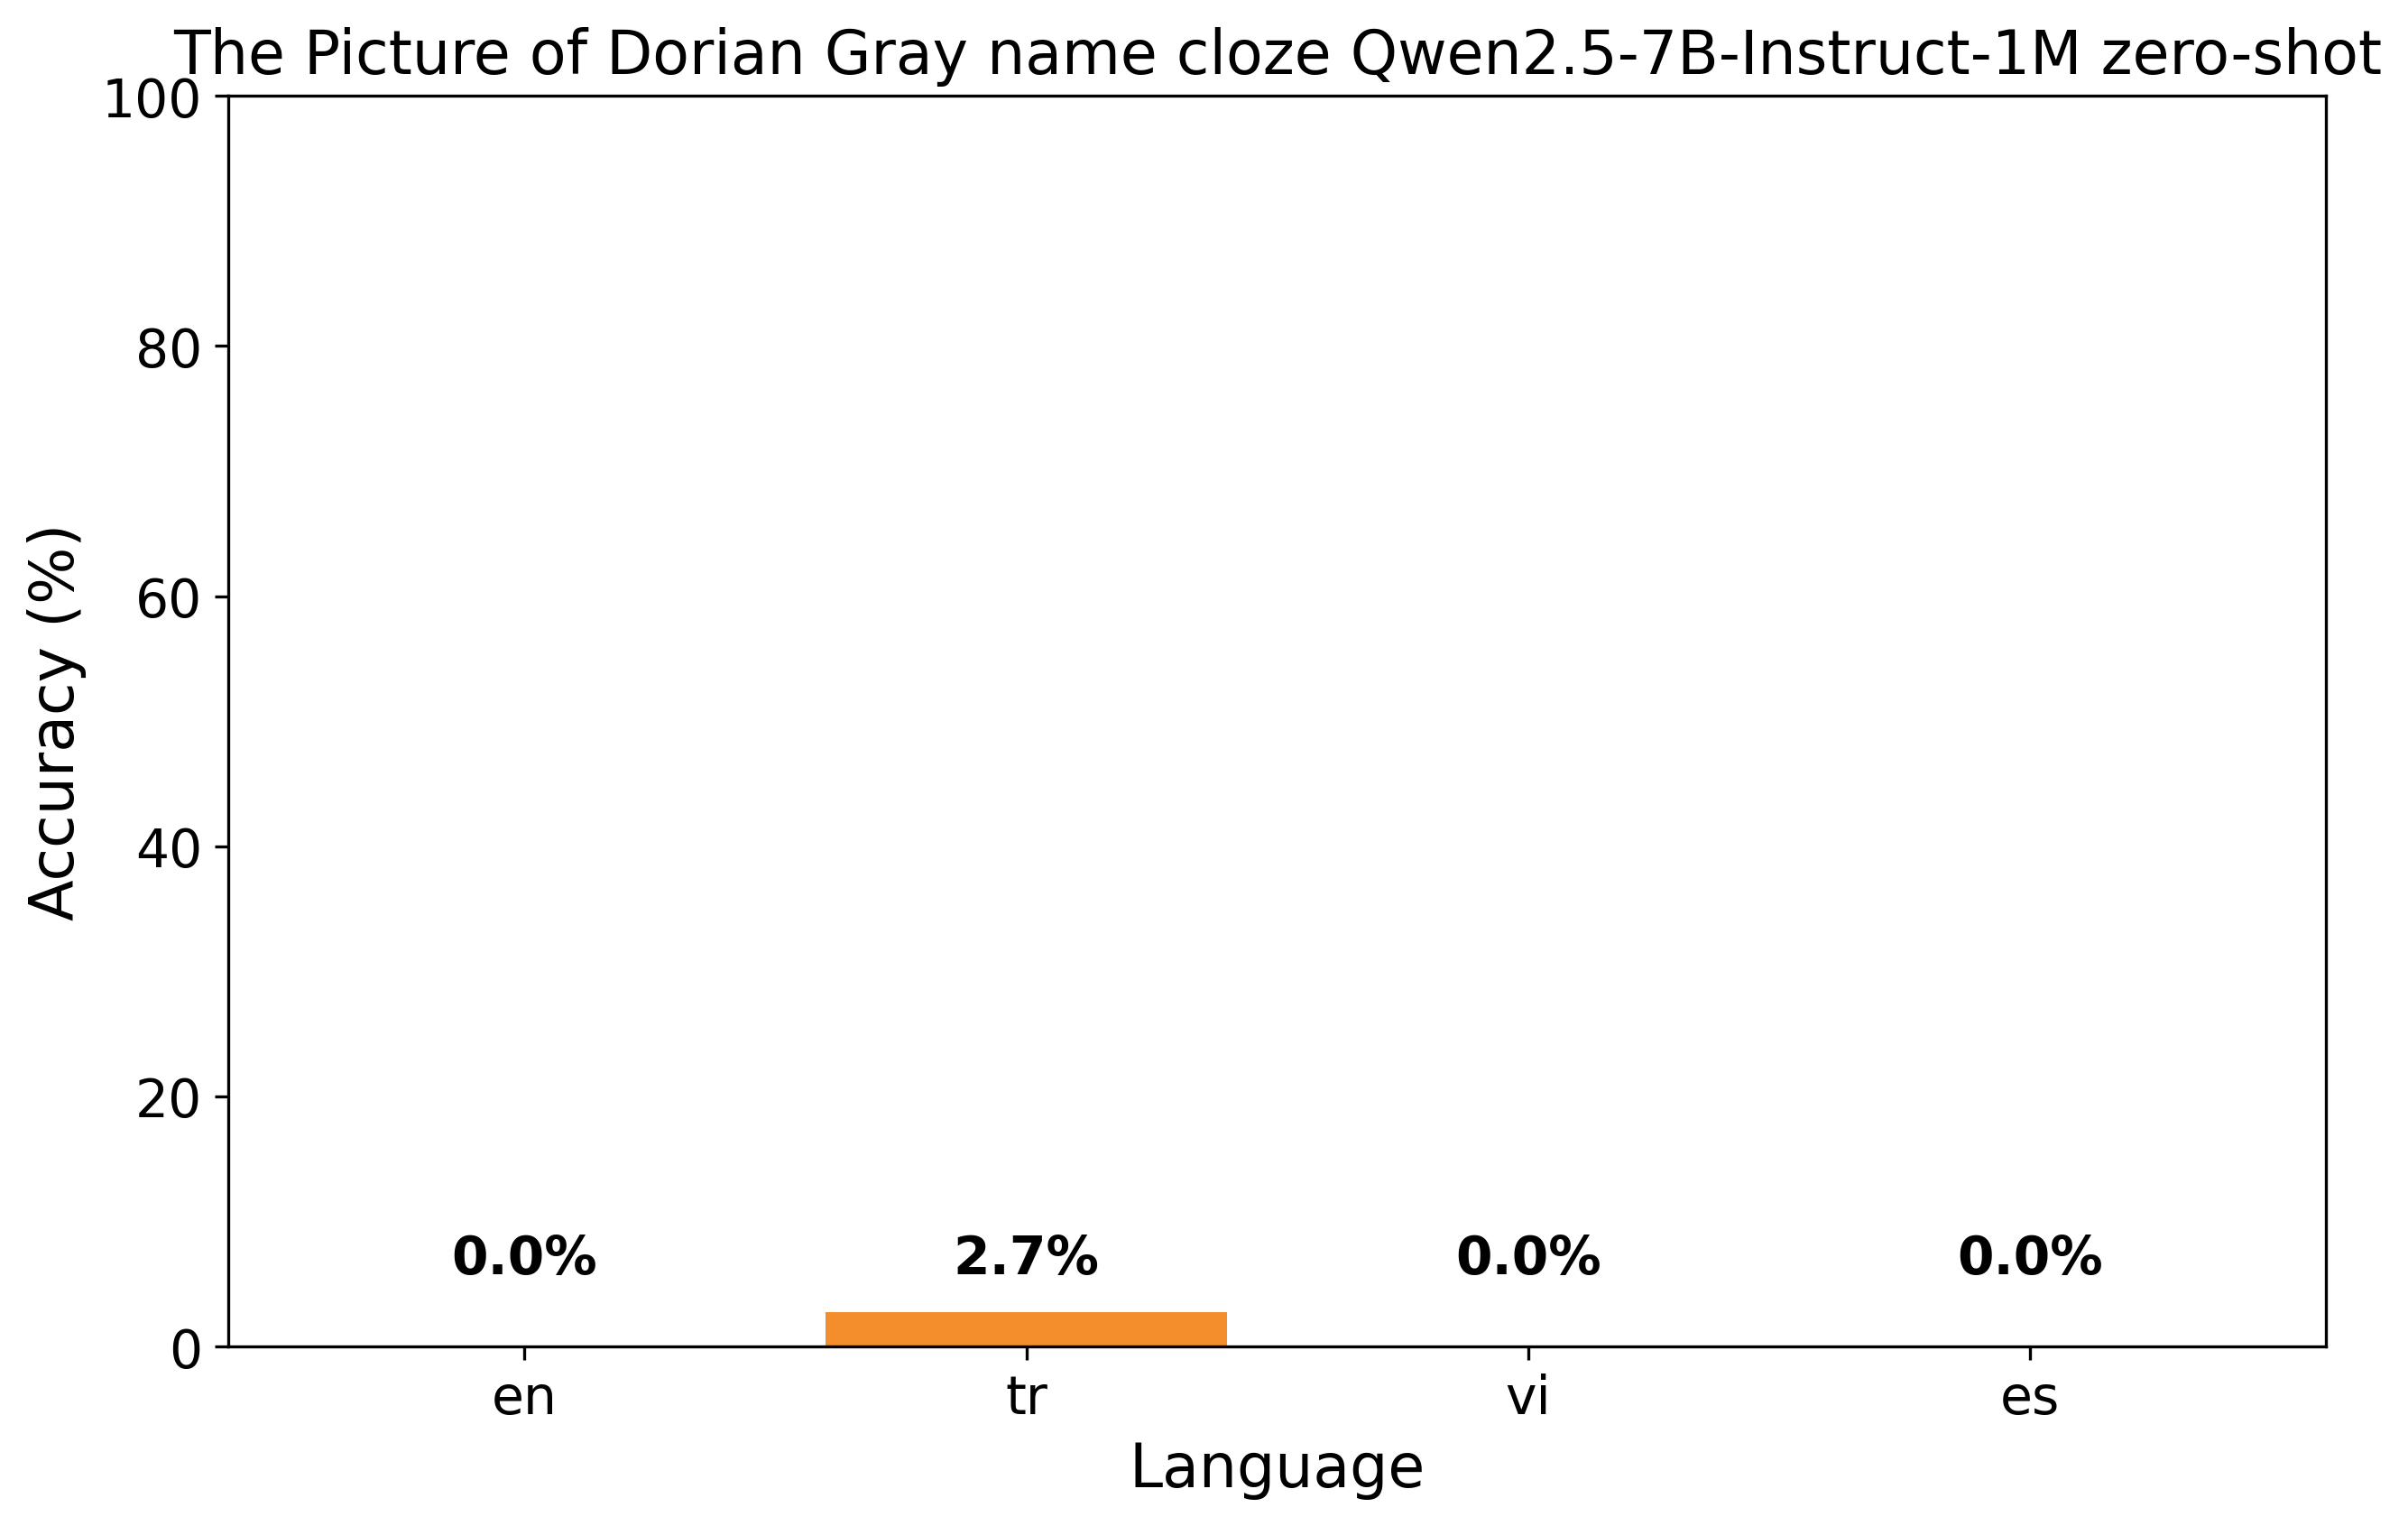 The Picture of Dorian Gray name cloze Qwen2.5-7B-Instruct-1M zero-shot
100
80
60
40
20
0
Accuracy (%)
0.0%
2.7%
0.0%
0.0%
en
tr
vi
es
Language